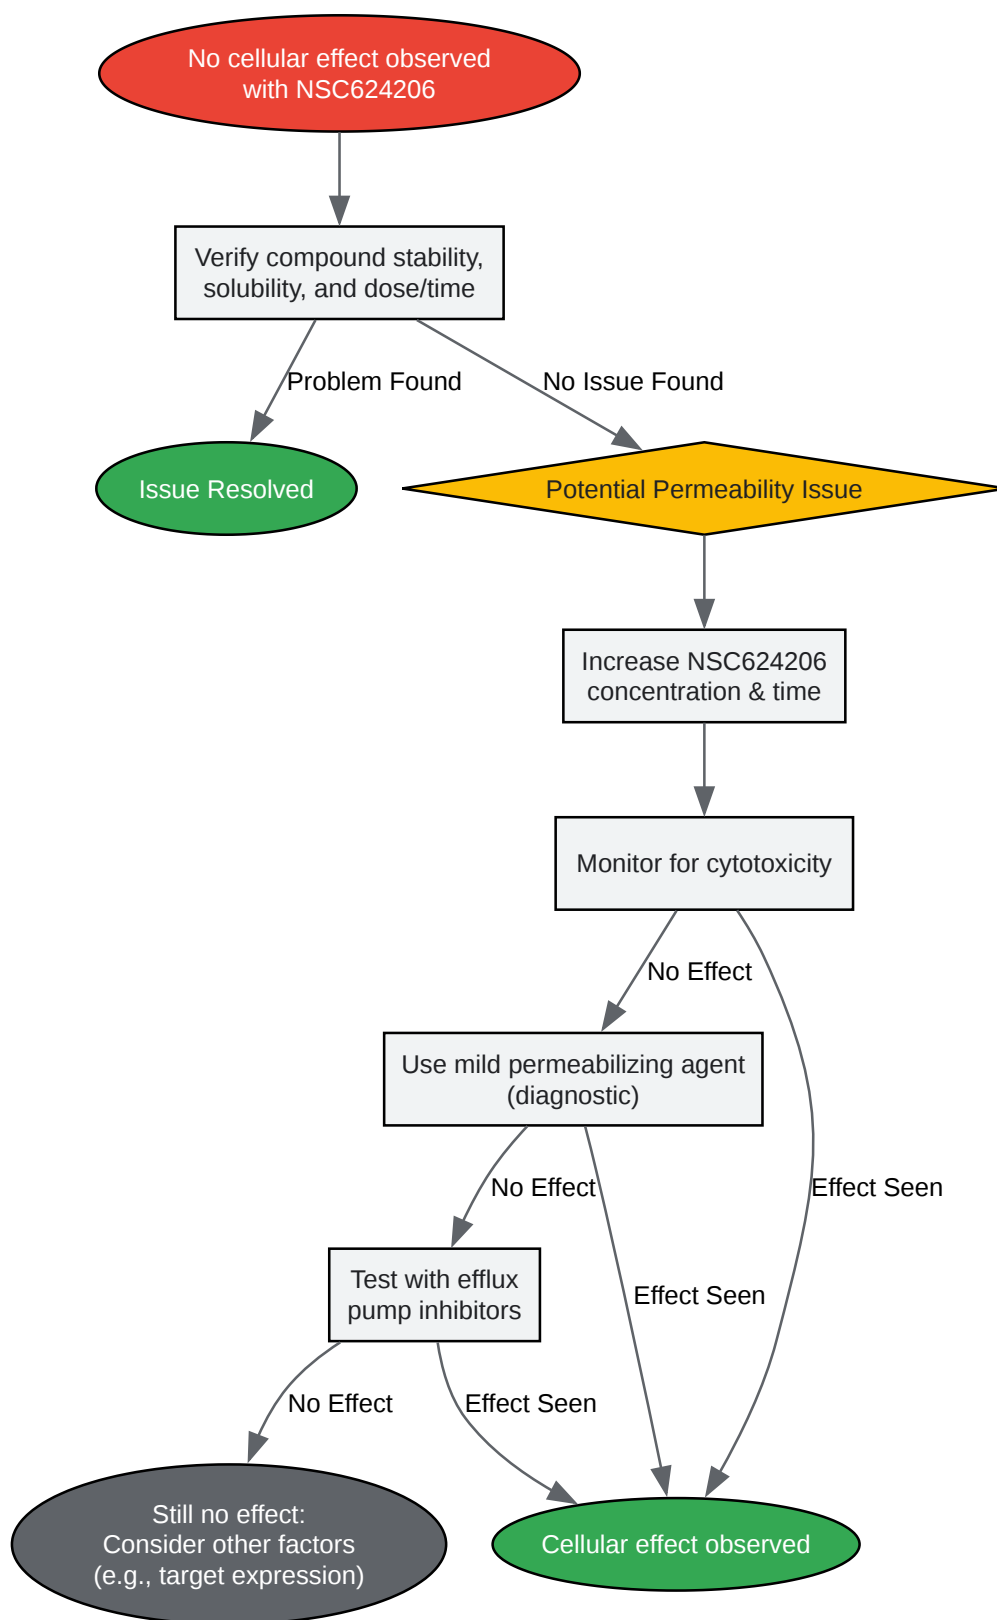 No cellular effect observed
with NSC624206
Verify compound stability,
solubility, and dose/time
Problem Found
No Issue Found
Issue Resolved
Potential Permeability Issue
Increase NSC624206
concentration & time
Monitor for cytotoxicity
No Effect
Use mild permeabilizing agent
(diagnostic)
No Effect
Effect Seen
Test with efflux
pump inhibitors
Effect Seen
No Effect
Effect Seen
Still no effect:
Consider other factors
(e.g., target expression)
Cellular effect observed